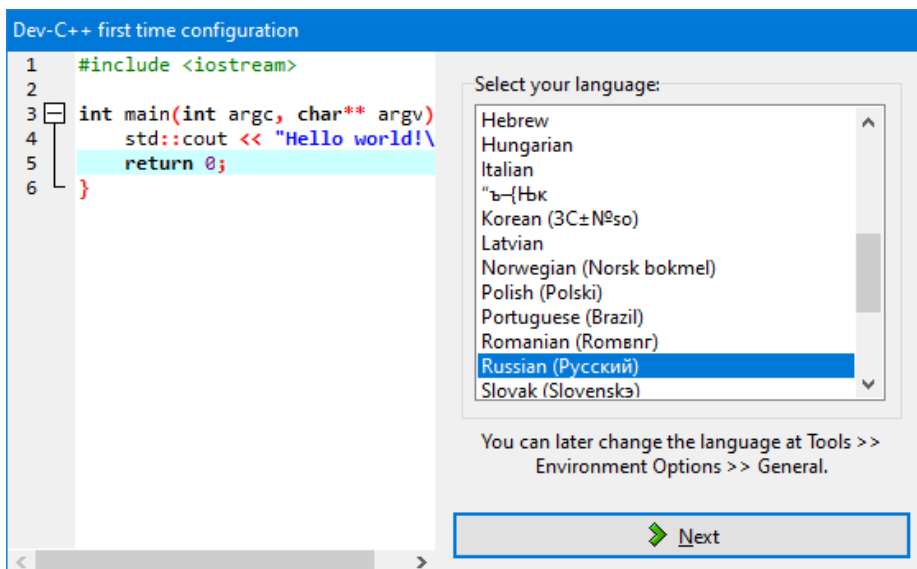 Dev-C++ first time configuration
1 #include <iostream>
2
3 int main(int argc, char** argv)
4 std::cout << "Hello world!\
5 return 0;
6 }
Select your language:
Hebrew
Hungarian
Italian
“ъ–{Њк
Korean (ЗС±№so)
Latvian
Norwegian (Norsk bokmel)
Polish (Polski)
Portuguese (Brazil)
Romanian (Romвnг)
Russian (Русский)
Slovak (Slovenskэ)
You can later change the language at Tools >>
Environment Options >> General.
Next